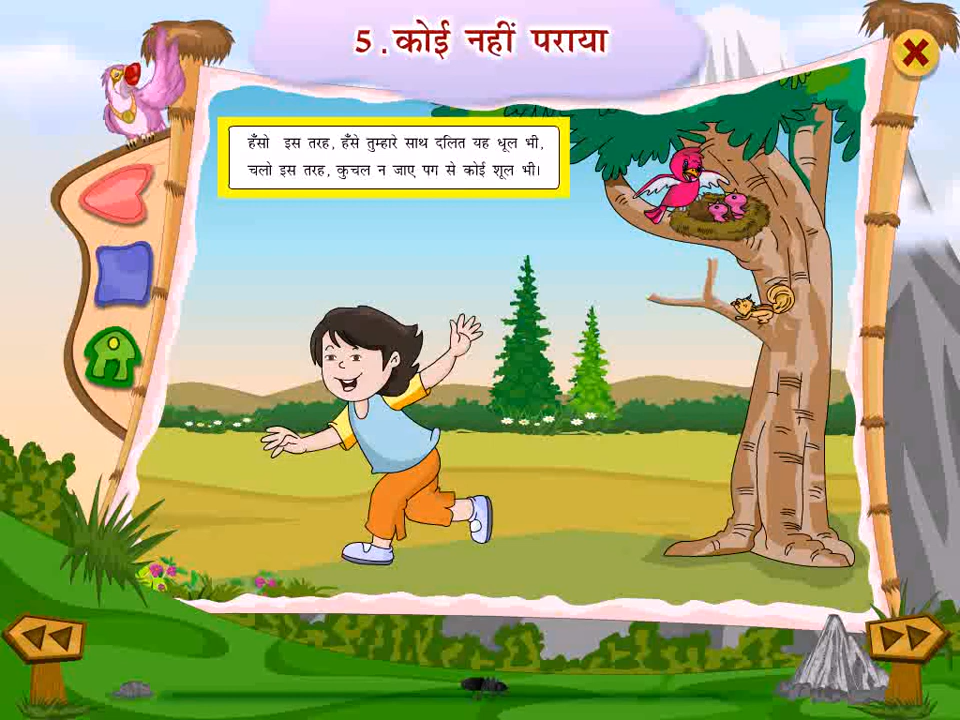 5.कोई नहीं पराया
हँसो इस तरह, हँसे तुम्हारे साथ दलित यह धूल भी,
चलो इस तरह, कुचल न जाए पग से कोई शूल भी।